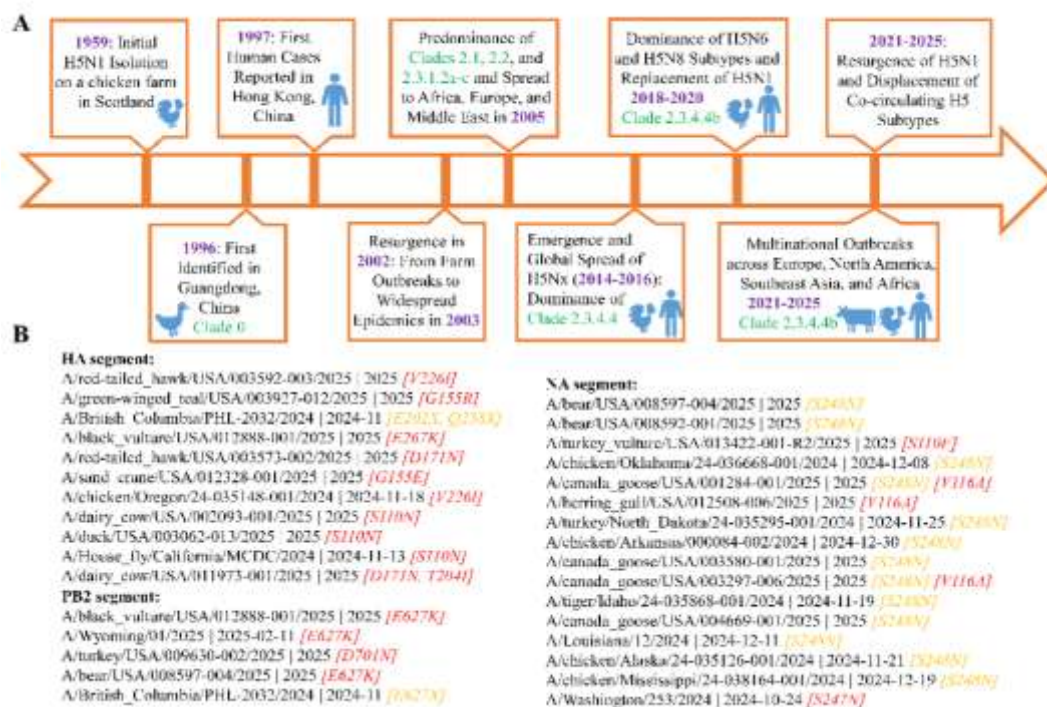 A
1959: Initial
H5N1 Isolation
on a chicken farm
in Scotland
1997: First
Human Cases
Reported in
Hong Kong,
China
Predominance of
Clades 2.1, 2.2, and
2.3.1.2a-c and Spread
to Africa, Europe, and
Middle East in 2005
Dominance of H5N6
and H5N8 Subtypes and
Replacement of H5N1
2018-2020
Clade 2.3.4.4b
2021-2025:
Resurgence of H5N1
and Displacement of
Co-circulating H5
Subtypes
1996: First
Identified in
Guangdong,
China
Clade 0
Resurgence in
2002: From Farm
Outbreaks to
Widespread
Epidemics in 2003
Emergence and
Global Spread of
H5Nx (2014-2016):
Dominance of
Clade 2.3.4.4
Multinational Outbreaks
across Europe, North America,
Southeast Asia, and Africa
2021-2025
Clade 2.3.4.4b
B
HA segment:
A/red-tailed_hawk/USA/003592-003/2025 | 2025 [V226I]
A/green-winged_teal/USA/003927-012/2025 | 2025 [G155R]
A/British_Columbia/PHL-2032/2024 | 2024-11
A/black_vulture/USA/012888-001/2025 | 2025 [E267K]
A/red-tailed_hawk/USA/003573-002/2025 | 2025 [D171N]
A/sand_crane/USA/012328-001/2025 | 2025 [G155E]
A/chicken/Oregon/24-035148-001/2024 | 2024-11-18 [V226I]
A/dairy_cow/USA/002093-001/2025 | 2025 [S110N]
A/duck/USA/003062-013/2025 | 2025 [S110N]
A/House_fly/California/MCDC/2024 | 2024-11-13 [S110N]
A/dairy_cow/USA/011973-001/2025 | 2025 [D171N, T204I]
PB2 segment:
A/black_vulture/USA/012888-001/2025 | 2025 [E627K]
A/Wyoming/01/2025 | 2025-02-11 [E627K]
A/turkey/USA/009630-002/2025 | 2025 [D701N]
A/bear/USA/008597-004/2025 | 2025 [E627K]
A/British_Columbia/PHL-2032/2024 | 2024-11 [E627X]
NA segment:
A/bear/USA/008597-004/2025 | 2025 [S248N]
A/bear/USA/008592-001/2025 | 2025 [S248N]
A/turkey_vulture/USA/013422-001-R2/2025 | 2025 [S110F]
A/chicken/Oklahoma/24-036668-001/2024 | 2024-12-08 [S248N]
A/canada_goose/USA/001284-001/2025 | 2025 [S248N] [V116A]
A/herring_gull/USA/012508-006/2025 | 2025 [V116A]
A/turkey/North_Dakota/24-035295-001/2024 | 2024-11-25 [S248N]
A/chicken/Arkansas/000084-002/2024 | 2024-12-30 [S248N]
A/canada_goose/USA/003580-001/2025 | 2025 [S248N]
A/canada_goose/USA/003297-006/2025 | 2025 [S248N] [V116A]
A/tiger/Idaho/24-035868-001/2024 | 2024-11-19 [S248N]
A/canada_goose/USA/004669-001/2025 | 2025 [S248N]
A/Louisiana/12/2024 | 2024-12-11 [S248N]
A/chicken/Alaska/24-035126-001/2024 | 2024-11-21 [S248N]
A/chicken/Mississippi/24-038164-001/2024 | 2024-12-19 [S248N]
A/Washington/253/2024 | 2024-10-24 [S247N]